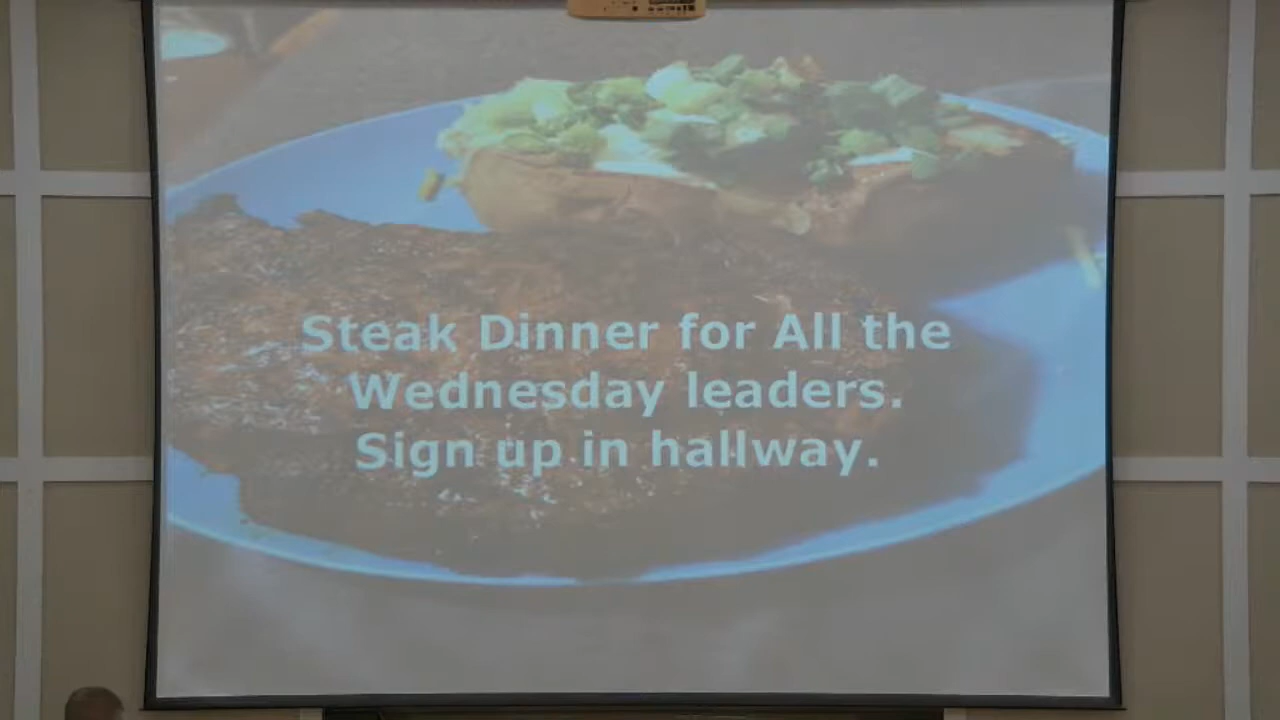 Steak Dinner for All the
Wednesday leaders.
Sign up in hallway.